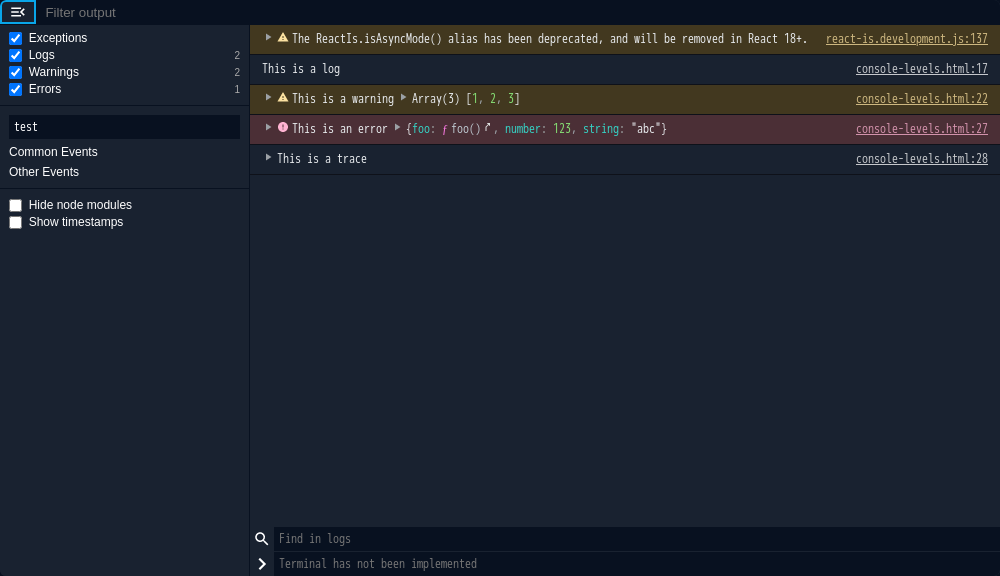 Filter output
Exceptions
Logs 2
Warnings 2
Errors 1
test
Common Events
Other Events
Hide node modules
Show timestamps
The ReactIs.isAsyncMode() alias has been deprecated, and will be removed in React 18+. react-is.development.js:137
This is a log console-levels.html:17
This is a warning Array(3) [1, 2, 3] console-levels.html:22
This is an error {foo: ƒ foo(), number: 123, string: "abc"} console-levels.html:27
This is a trace console-levels.html:28
Find in logs
Terminal has not been implemented